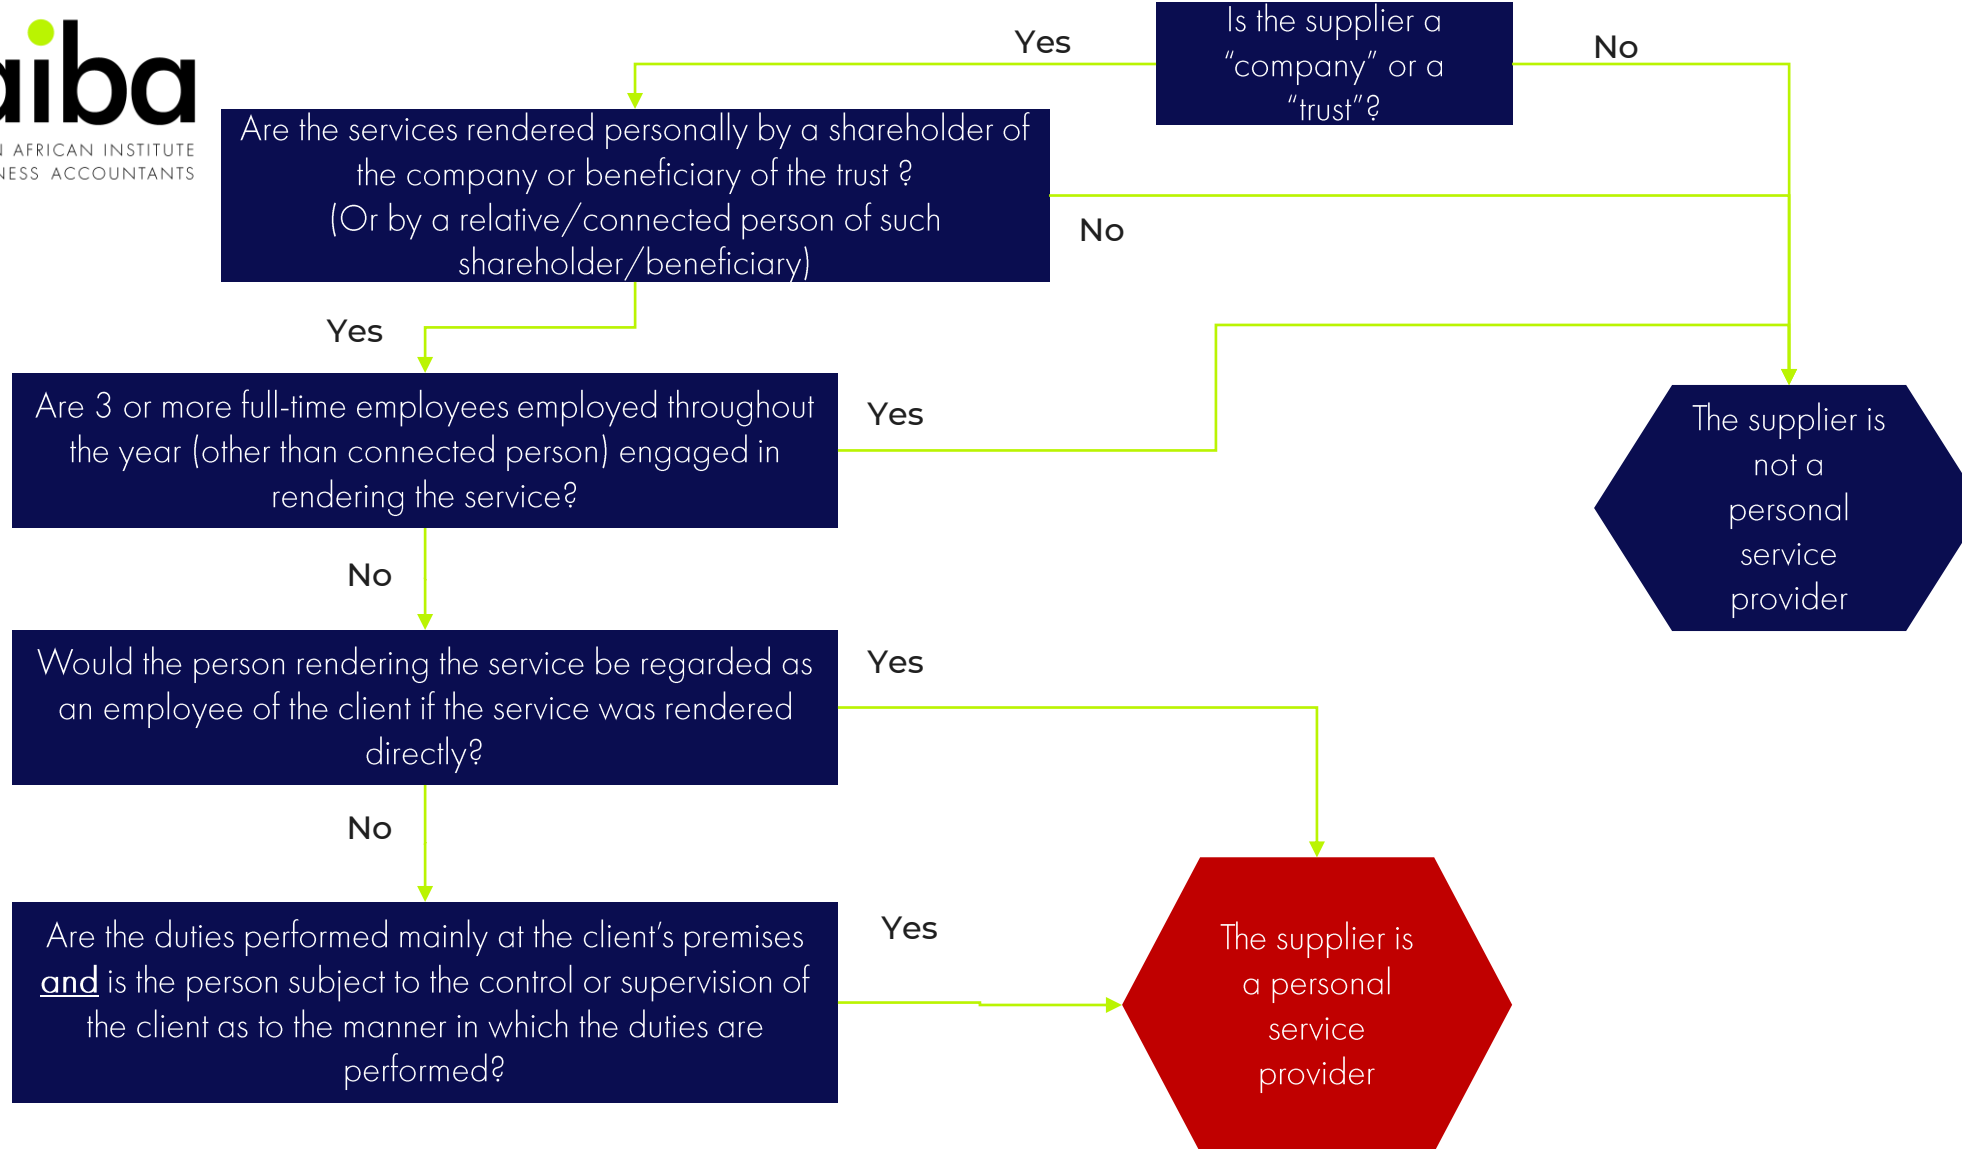 aiba
AFRICAN INSTITUTE
ACCOUNTANTS
Is the supplier a
“company” or a
“trust”?
Yes
No
Are the services rendered personally by a shareholder of
the company or beneficiary of the trust ?
(Or by a relative/connected person of such
shareholder/beneficiary)
No
Yes
Are 3 or more full-time employees employed throughout
the year (other than connected person) engaged in
rendering the service?
Yes
The supplier is
not a
personal
service
provider
No
Would the person rendering the service be regarded as
an employee of the client if the service was rendered
directly?
Yes
No
Are the duties performed mainly at the client’s premises
and is the person subject to the control or supervision of
the client as to the manner in which the duties are
performed?
Yes
The supplier is
a personal
service
provider